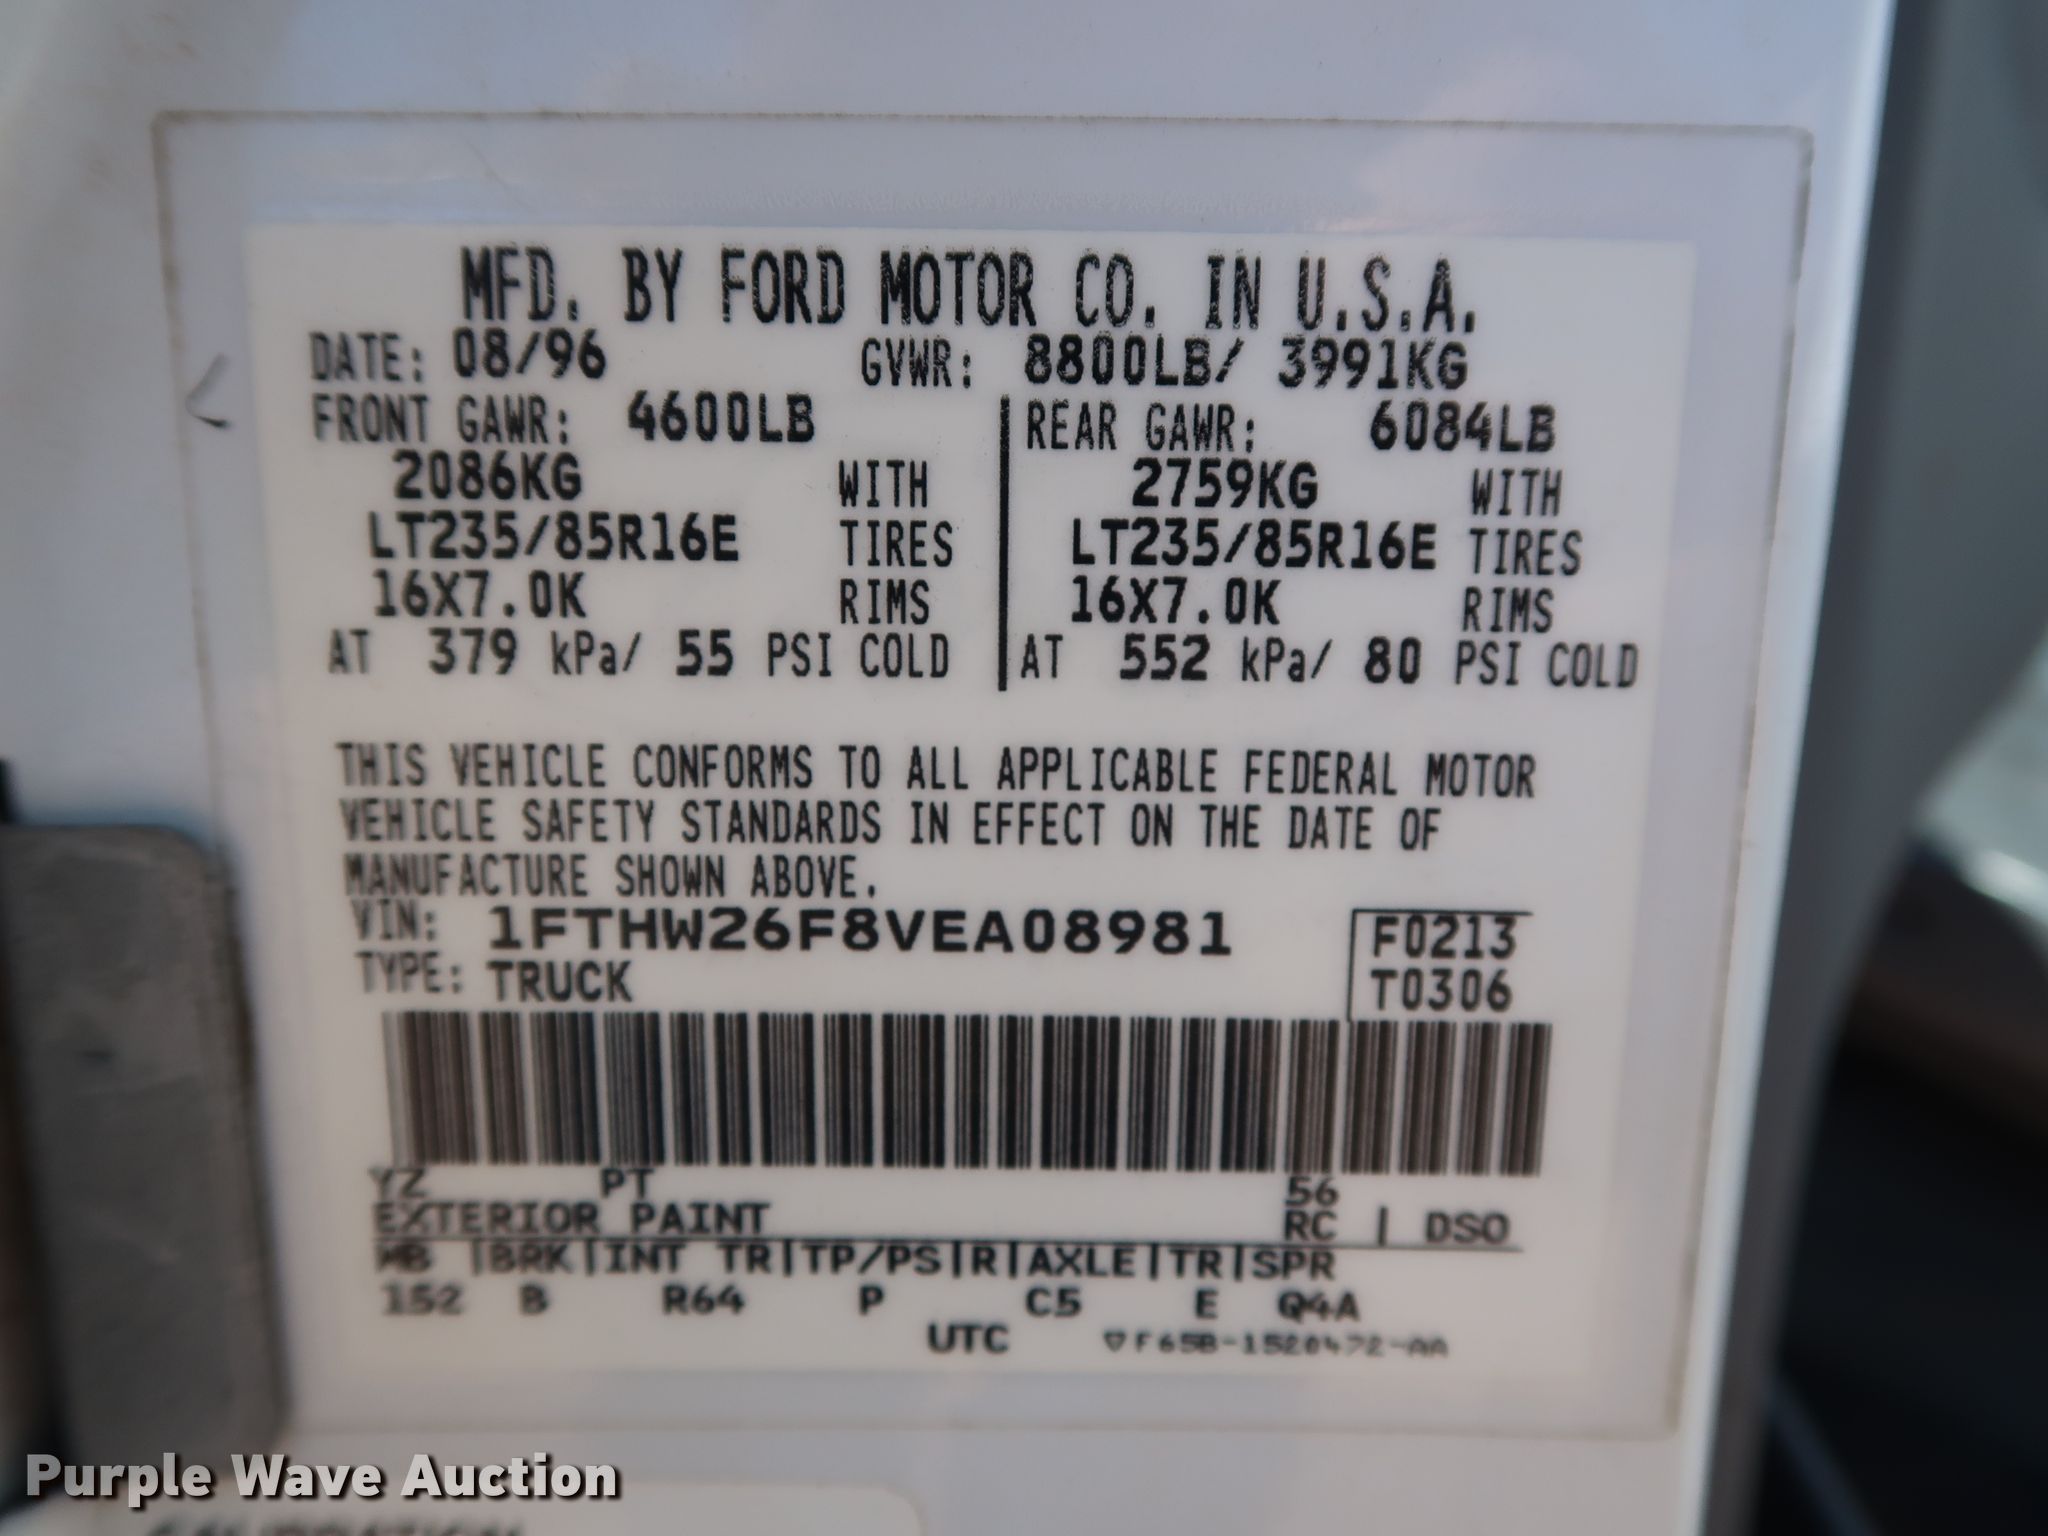 MFD. BY FORD MOTOR CO. IN U.S.A.
DATE: 08/96 GVWR: 8800LB/ 3991KG
FRONT GAWR: 4600LB REAR GAWR: 6084LB
2086KG WITH 2759KG WITH
LT235/85R16E TIRES LT235/85R16E TIRES
16X7.0K RIMS 16X7.0K RIMS
AT 379 kPa/ 55 PSI COLD AT 552 kPa/ 80 PSI COLD
THIS VEHICLE CONFORMS TO ALL APPLICABLE FEDERAL MOTOR
VEHICLE SAFETY STANDARDS IN EFFECT ON THE DATE OF
MANUFACTURE SHOWN ABOVE.
VIN: 1FTHW26F8VEA08981 F0213
TYPE: TRUCK T0306
YZ PT 56
EXTERIOR PAINT RC | DSO
WB |BRK|INT TR|TP/PS|R|AXLE|TR|SPR
152 B R64 P C5 E Q4A
UTC ▽F65B-1520472-AA
Purple Wave Auction